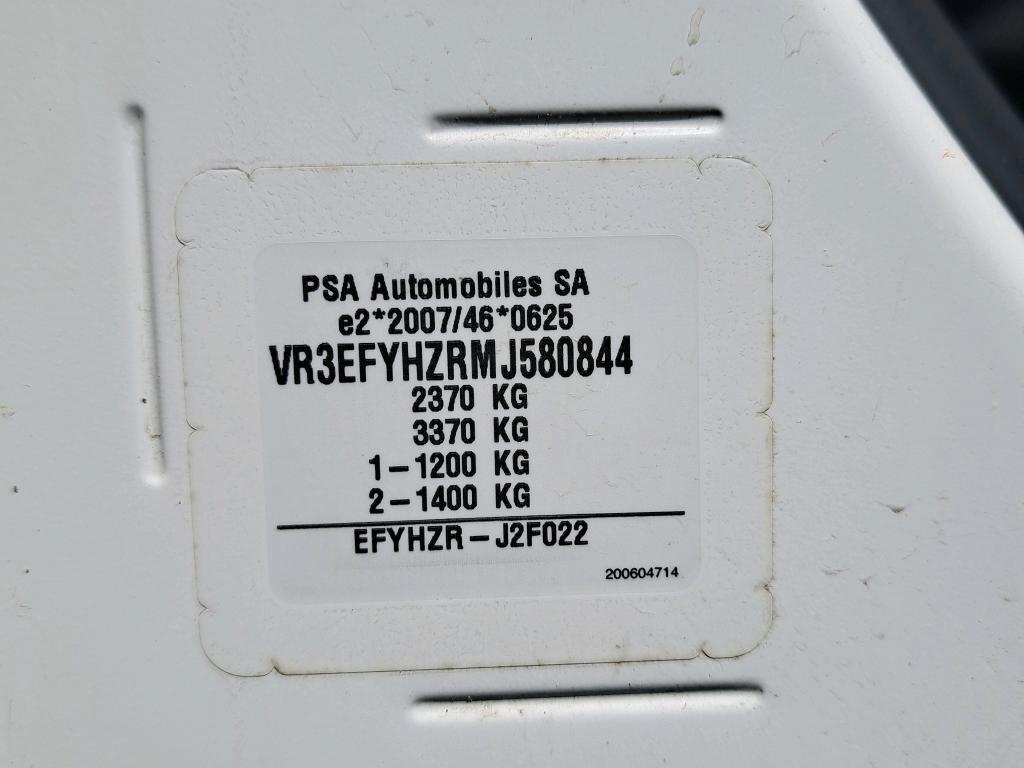 PSA Automobiles SA
e2*2007/46*0625
VR3EFYHZRMJ580844
2370 KG
3370 KG
1-1200 KG
2-1400 KG
EFYHZR-J2F022
200604714